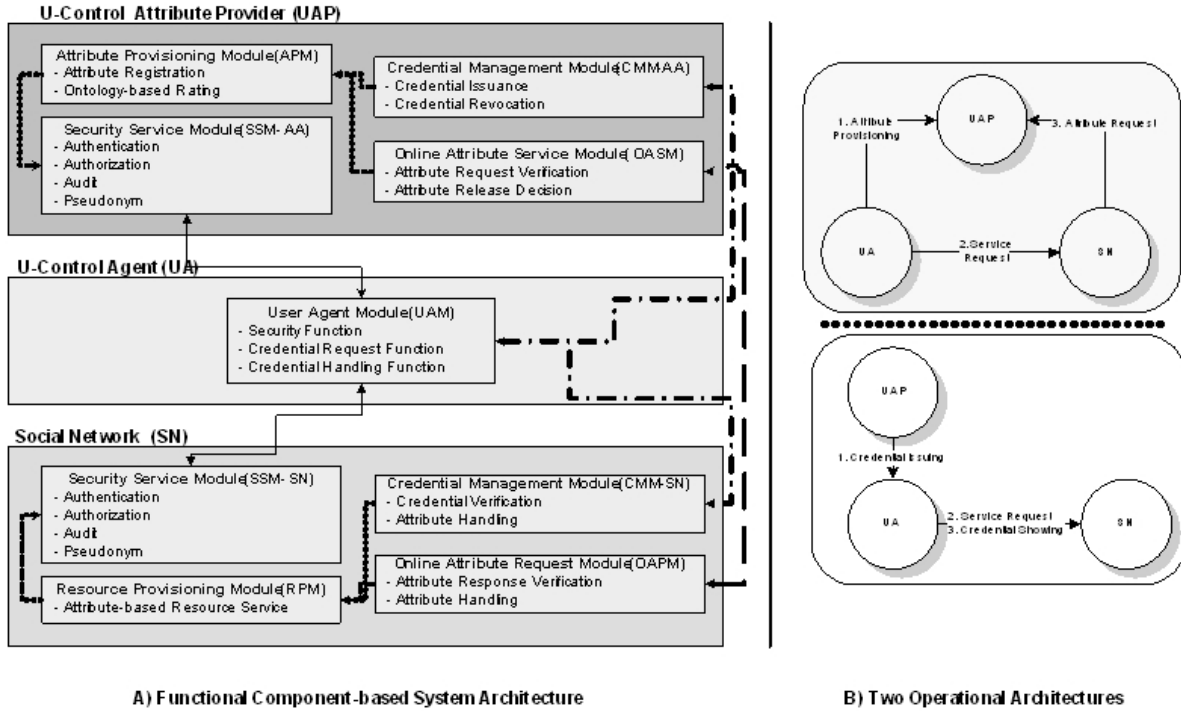 U-Control Attribute Provider (UAP)
Attribute Provisioning Module(APM)
- Attribute Registration
- Ontology-based Rating
Security Service Module(SSM- AA)
- Authentication
- Authorization
- Audit
- Pseudonym
Credential Management Module(CMM-AA)
- Credential Issuance
- Credential Revocation
Online Attribute Service Module( OASM)
- Attribute Request Verification
- Attribute Release Decision
U-Control Agent (UA)
User Agent Module(UAM)
- Security Function
- Credential Request Function
- Credential Handling Function
Social Network (SN)
Security Service Module(SSM- SN)
- Authentication
- Authorization
- Audit
- Pseudonym
Resource Provisioning Module(RPM)
- Attribute-based Resource Service
Credential Management Module(CMM-SN)
- Credential Verification
- Attribute Handling
Online Attribute Request Module(OAPM)
- Attribute Response Verification
- Attribute Handling
A) Functional Component-based System Architecture
1. Attribute
Provisioning
UAP
3. Attribute Request
UA
2.Service
Request
SN
UAP
1.Credential Issuing
UA
2. Service Request
3. Credential Showing
SN
B) Two Operational Architectures